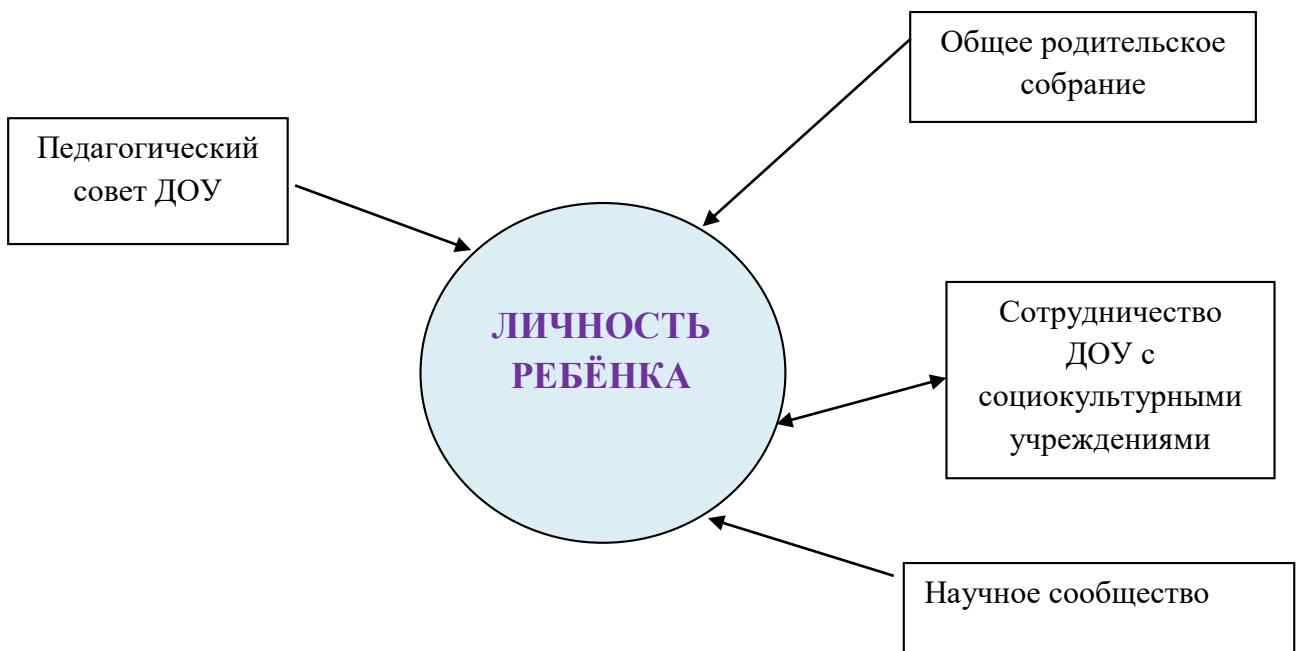 Общее родительское
собрание
Педагогический
совет ДОУ
ЛИЧНОСТЬ
РЕБЁНКА
Сотрудничество
ДОУ с
социокультурными
учреждениями
Научное сообщество